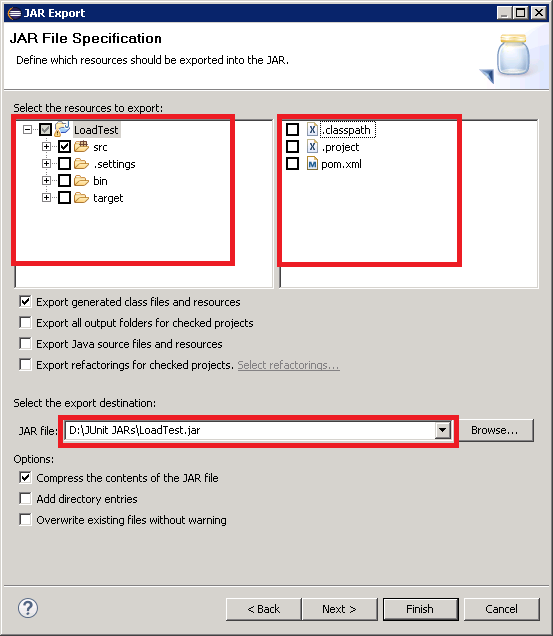 JAR Export
JAR File Specification
Define which resources should be exported into the JAR.
Select the resources to export:
LoadTest
src
.settings
bin
target
.classpath
.project
pom.xml
Export generated class files and resources
Export all output folders for checked projects
Export Java source files and resources
Export refactorings for checked projects. Select refactorings...
Select the export destination:
JAR file: D:\JUnit JARs\LoadTest.jar Browse...
Options:
Compress the contents of the JAR file
Add directory entries
Overwrite existing files without warning
? < Back Next > Finish Cancel